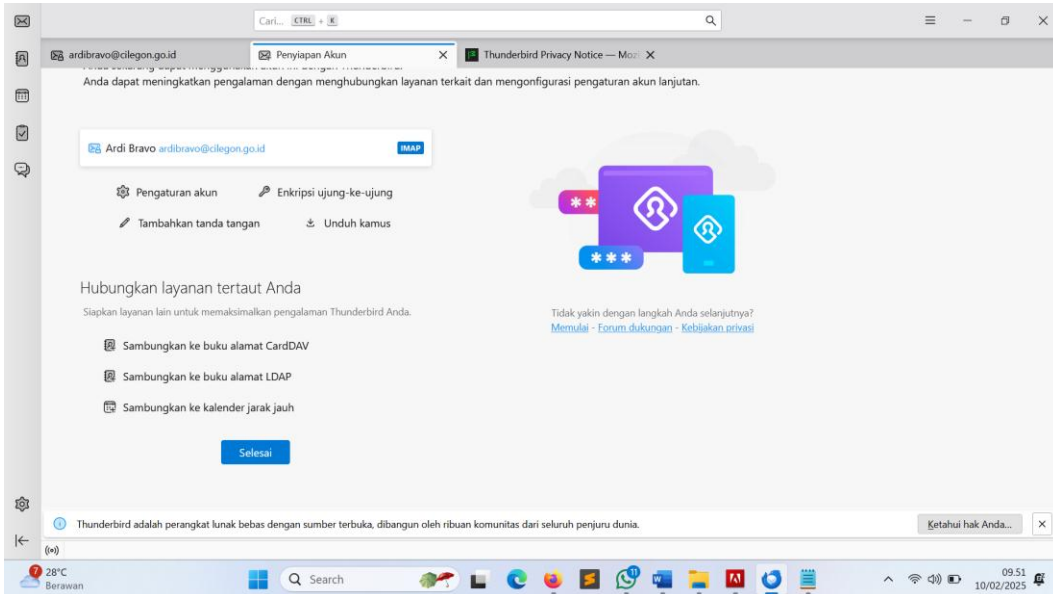 Cari... CTRL + K
ardibravo@cilegon.go.id
Penyiapan Akun
Thunderbird Privacy Notice — Mozi
Anda dapat meningkatkan pengalaman dengan menghubungkan layanan terkait dan mengonfigurasi pengaturan akun lanjutan.
Ardi Bravo ardibravo@cilegon.go.id IMAP
Pengaturan akun
Enkripsi ujung-ke-ujung
Tambahkan tanda tangan
Unduh kamus
Hubungkan layanan tertaut Anda
Siapkan layanan lain untuk memaksimalkan pengalaman Thunderbird Anda.
Sambungkan ke buku alamat CardDAV
Sambungkan ke buku alamat LDAP
Sambungkan ke kalender jarak jauh
Selesai
*
*
* * *
Tidak yakin dengan langkah Anda selanjutnya?
Memulai - Forum dukungan - Kebijakan privasi
Thunderbird adalah perangkat lunak bebas dengan sumber terbuka, dibangun oleh ribuan komunitas dari seluruh penjuru dunia.
Ketahui hak Anda...
7
28°C
Berawan
Search
11
09.51
10/02/2025